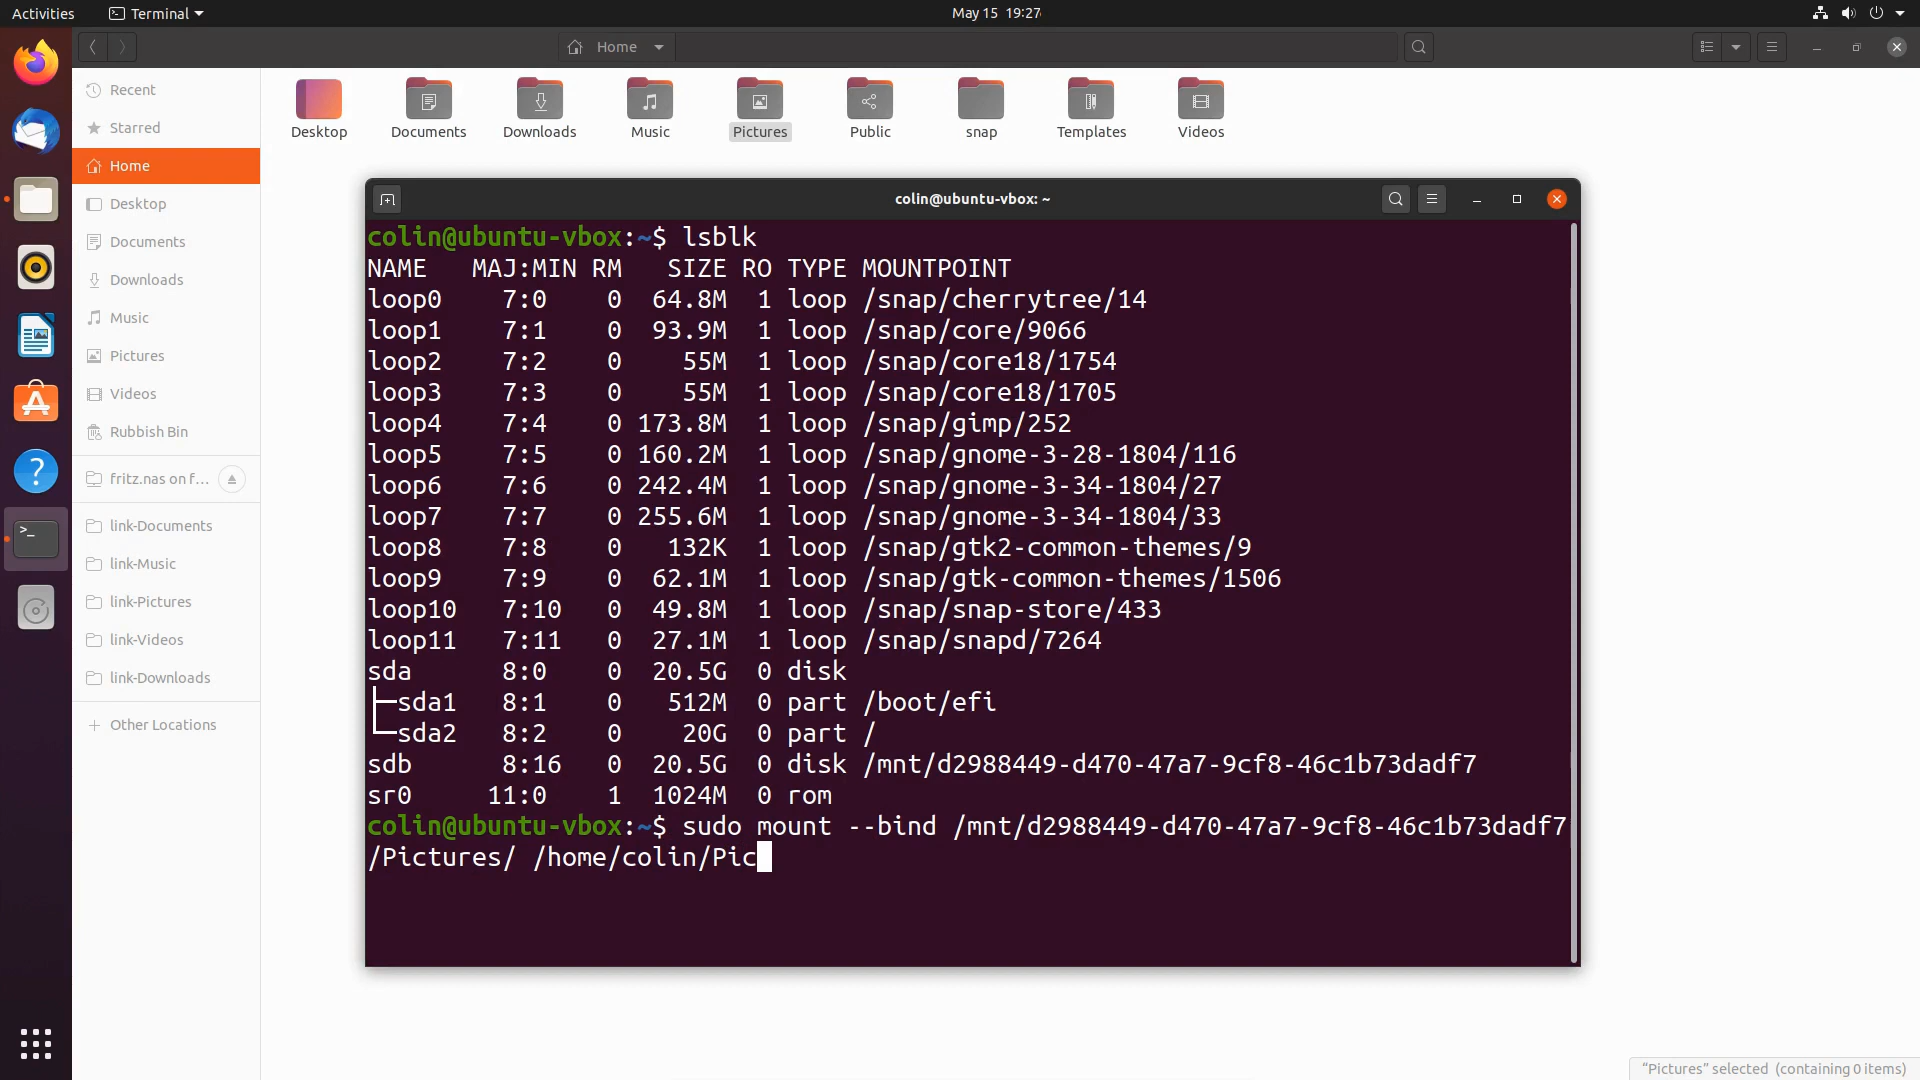 Activities
Terminal
May 15 19:27
Home
Recent
Starred
Home
Desktop
Documents
Downloads
Music
Pictures
Videos
Rubbish Bin
fritz.nas on f…
link-Documents
link-Music
link-Pictures
link-Videos
link-Downloads
Other Locations
Desktop
Documents
Downloads
Music
Pictures
Public
snap
Templates
Videos
colin@ubuntu-vbox: ~
colin@ubuntu-vbox:~$ lsblk
NAME MAJ:MIN RM SIZE RO TYPE MOUNTPOINT
loop0 7:0 0 64.8M 1 loop /snap/cherrytree/14
loop1 7:1 0 93.9M 1 loop /snap/core/9066
loop2 7:2 0 55M 1 loop /snap/core18/1754
loop3 7:3 0 55M 1 loop /snap/core18/1705
loop4 7:4 0 173.8M 1 loop /snap/gimp/252
loop5 7:5 0 160.2M 1 loop /snap/gnome-3-28-1804/116
loop6 7:6 0 242.4M 1 loop /snap/gnome-3-34-1804/27
loop7 7:7 0 255.6M 1 loop /snap/gnome-3-34-1804/33
loop8 7:8 0 132K 1 loop /snap/gtk2-common-themes/9
loop9 7:9 0 62.1M 1 loop /snap/gtk-common-themes/1506
loop10 7:10 0 49.8M 1 loop /snap/snap-store/433
loop11 7:11 0 27.1M 1 loop /snap/snapd/7264
sda 8:0 0 20.5G 0 disk
├─sda1 8:1 0 512M 0 part /boot/efi
└─sda2 8:2 0 20G 0 part /
sdb 8:16 0 20.5G 0 disk /mnt/d2988449-d470-47a7-9cf8-46c1b73dadf7
sr0 11:0 1 1024M 0 rom
colin@ubuntu-vbox:~$ sudo mount --bind /mnt/d2988449-d470-47a7-9cf8-46c1b73dadf7
/Pictures/ /home/colin/Pic
"Pictures" selected (containing 0 items)